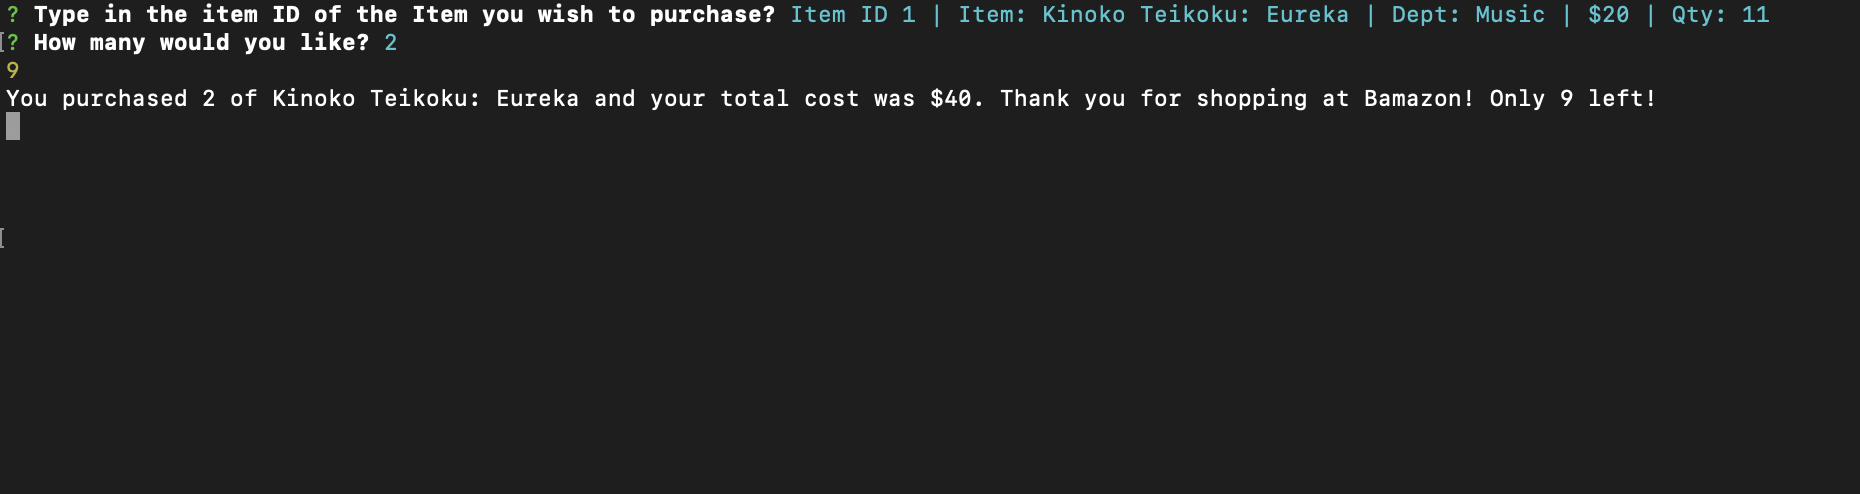 ? Type in the item ID of the Item you wish to purchase? Item ID 1 | Item: Kinoko Teikoku: Eureka | Dept: Music | $20 | Qty: 11
? How many would you like? 2
9
You purchased 2 of Kinoko Teikoku: Eureka and your total cost was $40. Thank you for shopping at Bamazon! Only 9 left!